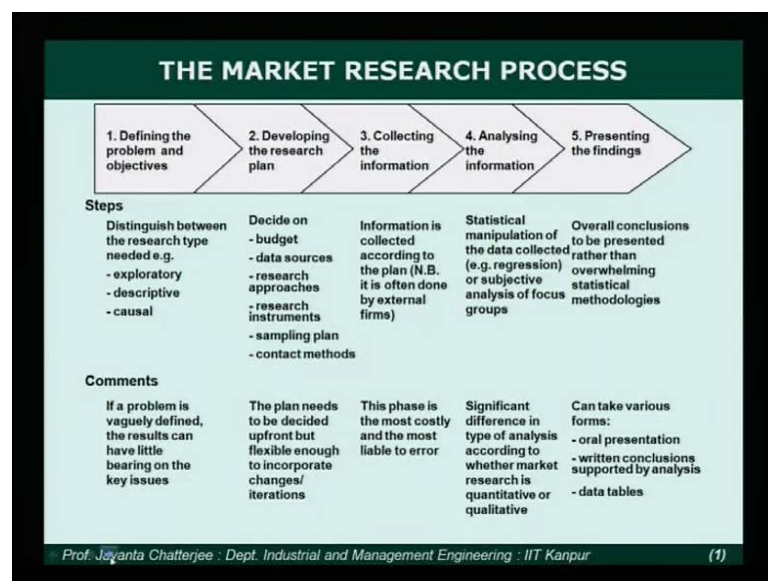 THE MARKET RESEARCH PROCESS
1. Defining the
problem and
objectives
2. Developing
the research
plan
3. Collecting
the
information
4. Analysing
the
information
5. Presenting
the findings
Steps
Distinguish between
the research type
needed e.g.
- exploratory
- descriptive
- causal
Decide on
- budget
- data sources
- research
approaches
- research
instruments
- sampling plan
- contact methods
Information is
collected
according to
the plan (N.B.
it is often done
by external
firms)
Statistical
manipulation of
the data collected
(e.g. regression)
or subjective
analysis of focus
groups
Overall conclusions
to be presented
rather than
overwhelming
statistical
methodologies
Comments
If a problem is
vaguely defined,
the results can
have little
bearing on the
key issues
The plan needs
to be decided
upfront but
flexible enough
to incorporate
changes/
iterations
This phase is
the most costly
and the most
liable to error
Significant
difference in
type of analysis
according to
whether market
research is
quantitative or
qualitative
Can take various
forms:
- oral presentation
- written conclusions
supported by analysis
- data tables
Prof. Jayanta Chatterjee : Dept. Industrial and Management Engineering : IIT Kanpur
(1)